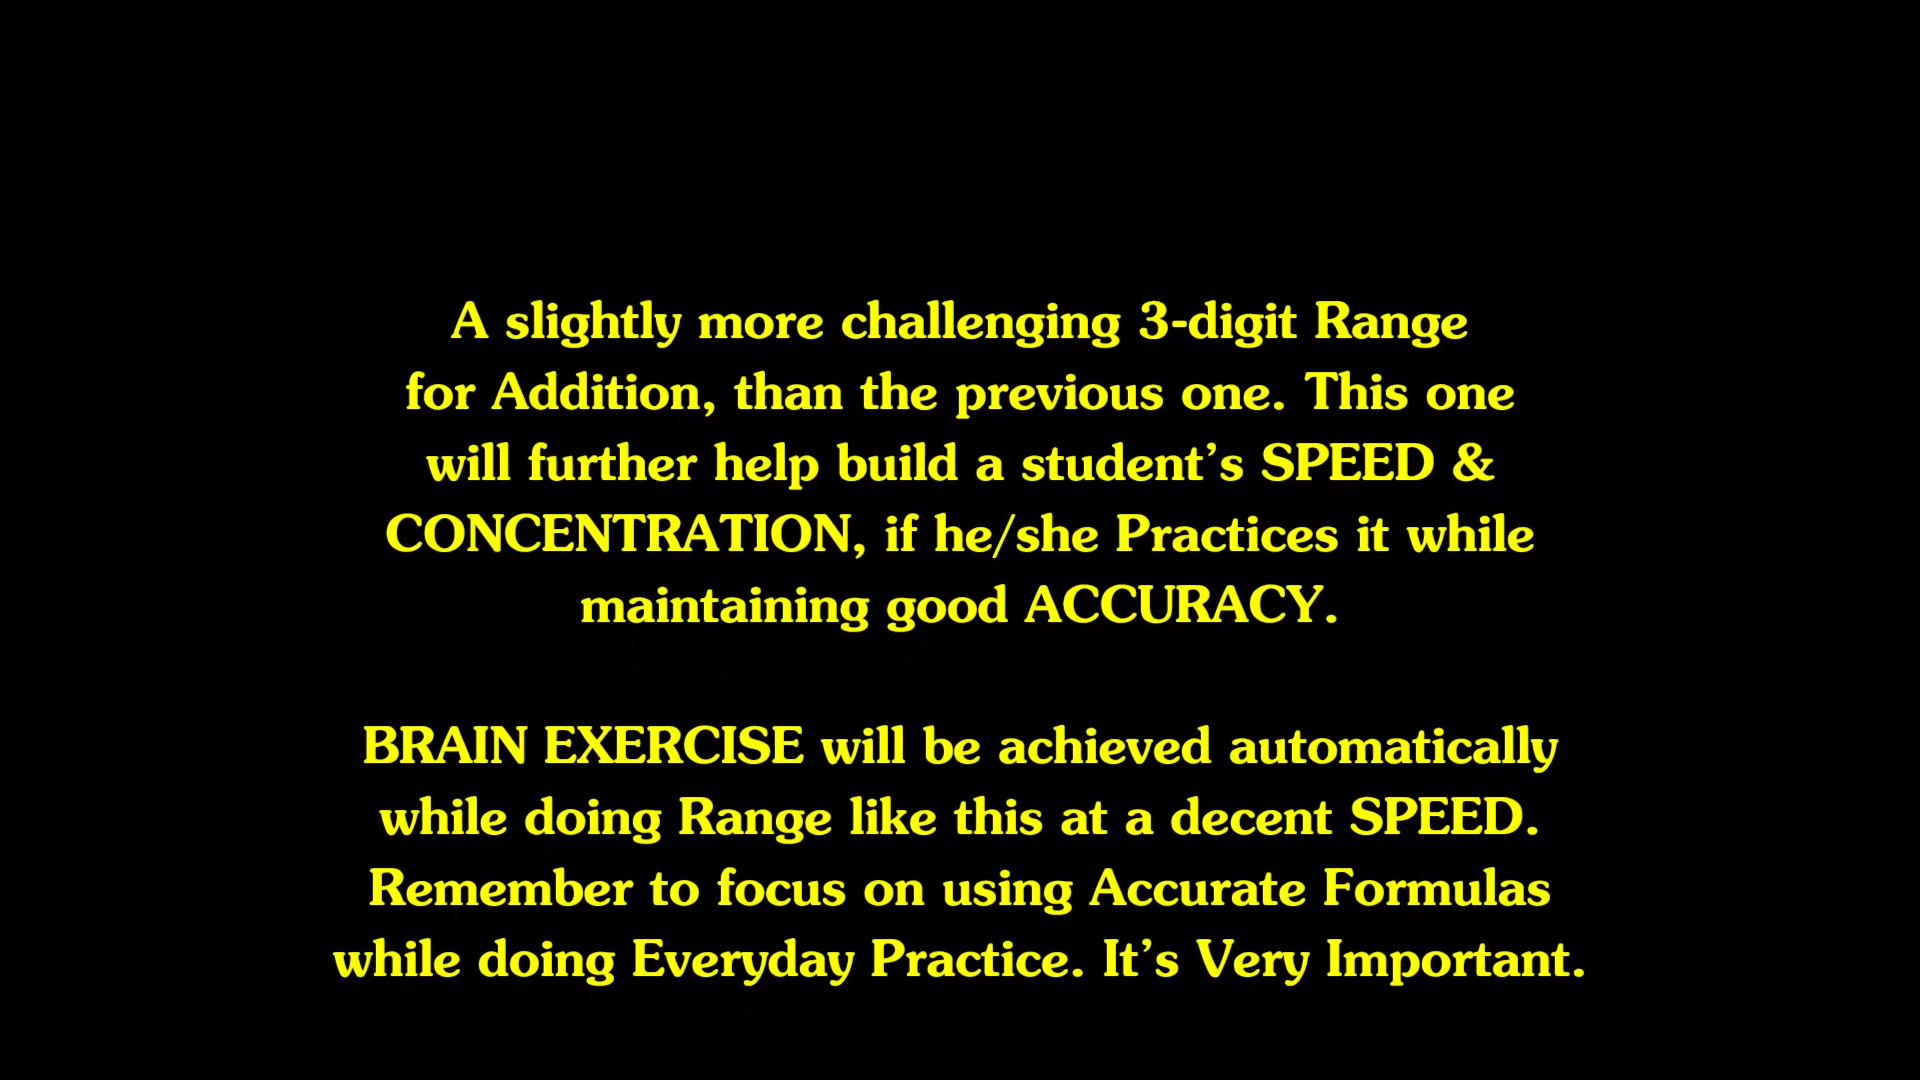 A slightly more challenging 3-digit Range
for Addition, than the previous one. This one
will further help build a student’s SPEED &
CONCENTRATION, if he/she Practices it while
maintaining good ACCURACY.
BRAIN EXERCISE will be achieved automatically
while doing Range like this at a decent SPEED.
Remember to focus on using Accurate Formulas
while doing Everyday Practice. It’s Very Important.